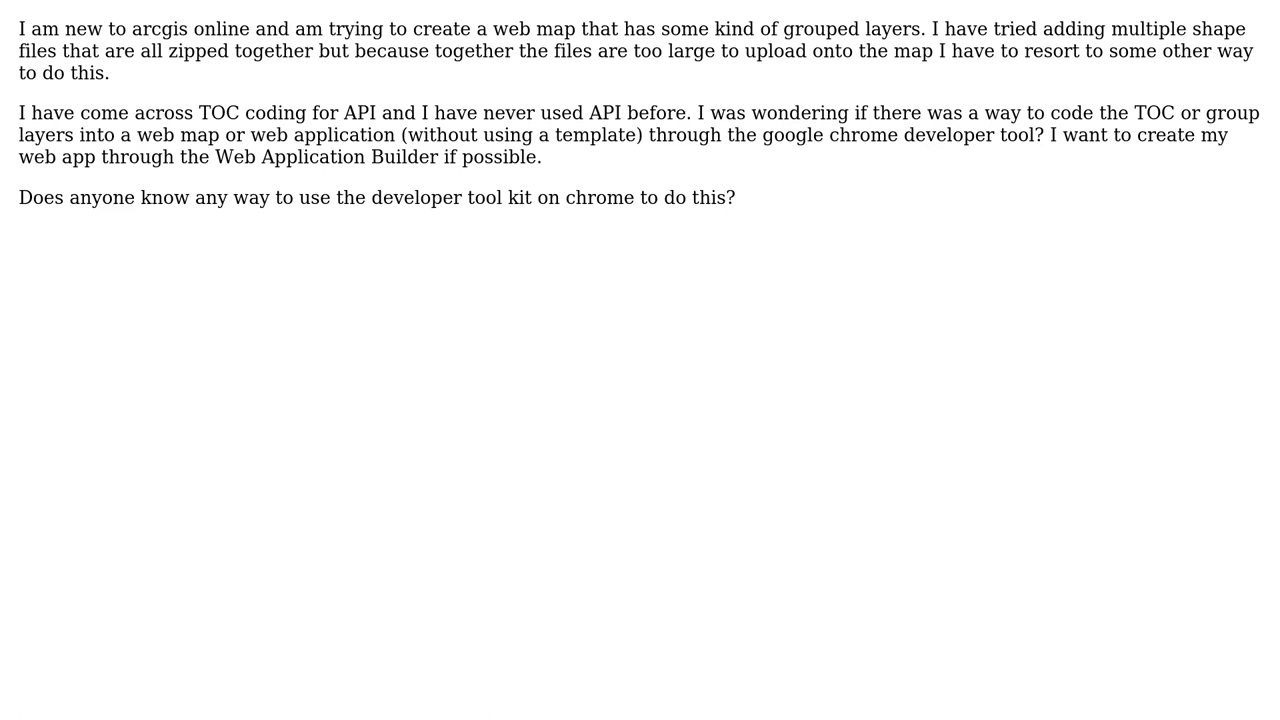 I am new to arcgis online and am trying to create a web map that has some kind of grouped layers. I have tried adding multiple shape
files that are all zipped together but because together the files are too large to upload onto the map I have to resort to some other way
to do this.
I have come across TOC coding for API and I have never used API before. I was wondering if there was a way to code the TOC or group
layers into a web map or web application (without using a template) through the google chrome developer tool? I want to create my
web app through the Web Application Builder if possible.
Does anyone know any way to use the developer tool kit on chrome to do this?